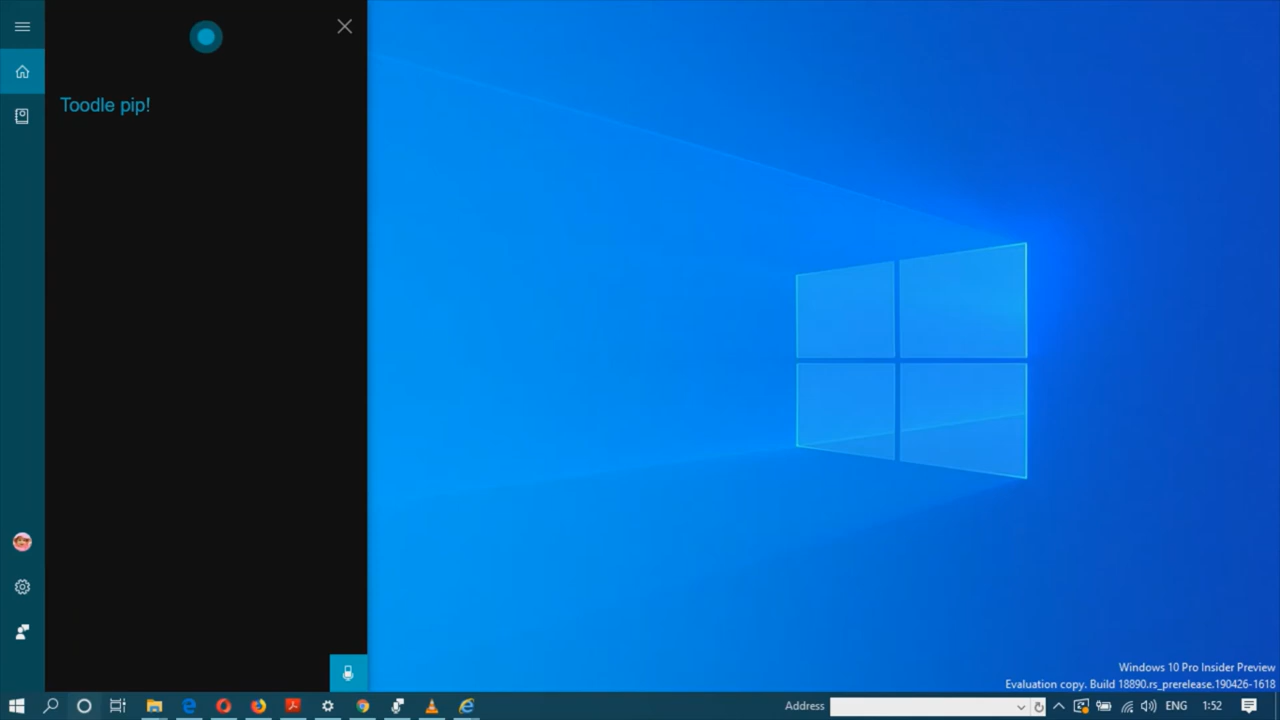 Toodle pip!
Windows 10 Pro Insider Preview
Evaluation copy. Build 18890.rs_prerelease.190426-1618
Address
ENG
1:52